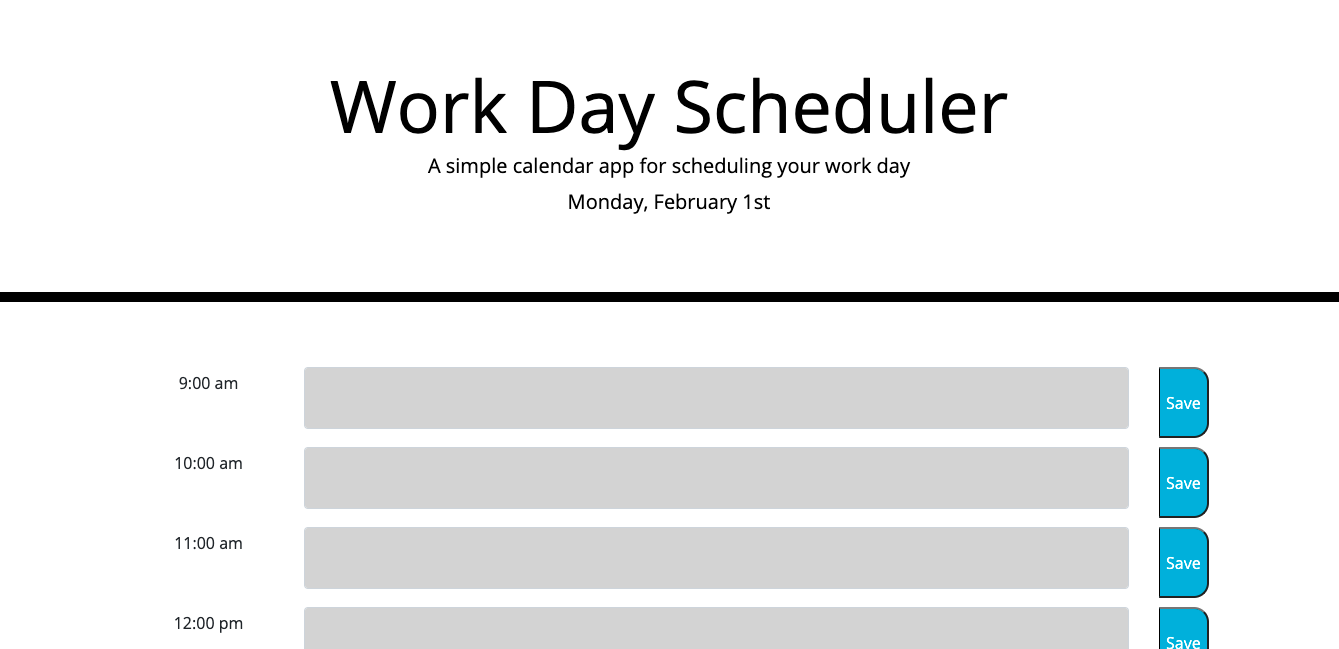 Work Day Scheduler
A simple calendar app for scheduling your work day
Monday, February 1st
9:00 am
Save
10:00 am
Save
11:00 am
Save
12:00 pm
Save